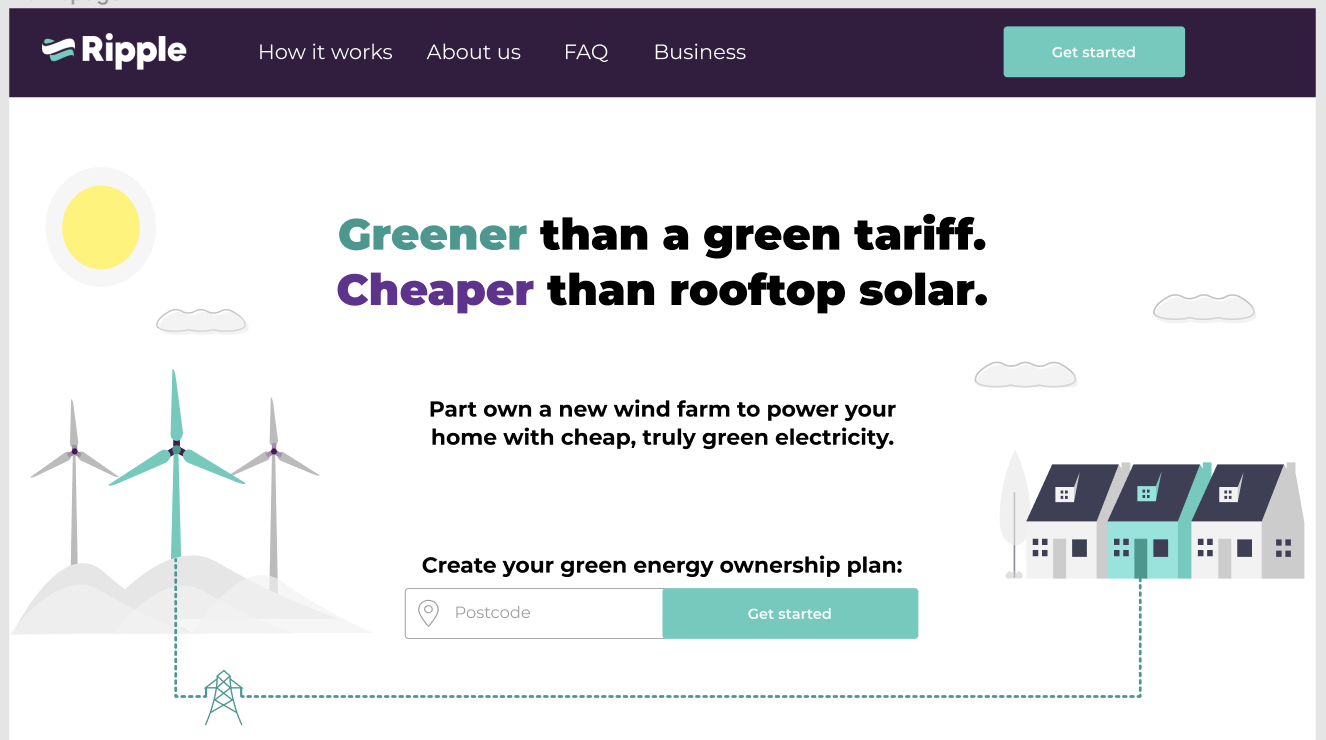 Ripple
How it works
About us
FAQ
Business
Get started
Greener than a green tariff.
Cheaper than rooftop solar.
Part own a new wind farm to power your
home with cheap, truly green electricity.
Create your green energy ownership plan:
Postcode
Get started